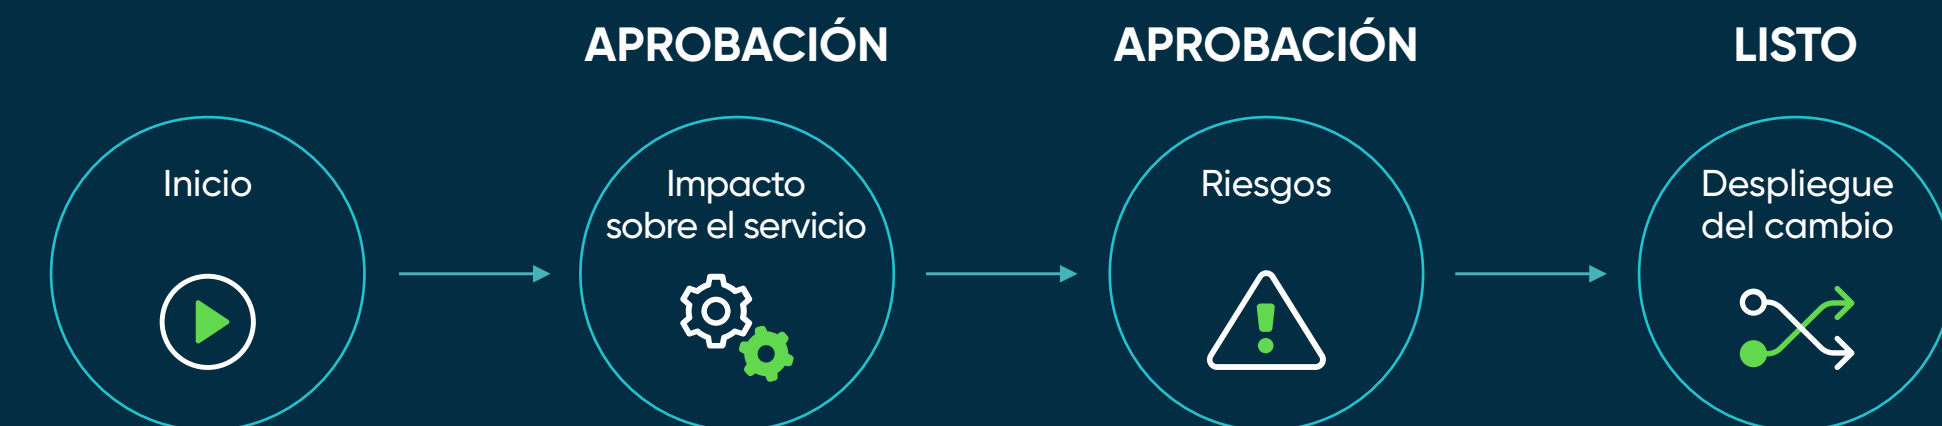 APROBACIÓN
APROBACIÓN
LISTO
Inicio
Impacto
sobre el servicio
Riesgos
Despliegue
del cambio